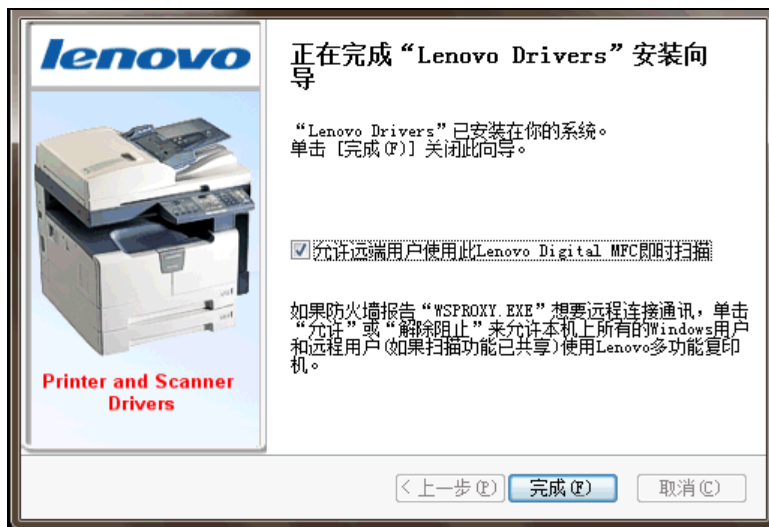 lenovo
Printer and Scanner
Drivers
正在完成“Lenovo Drivers”安装向
导
“Lenovo Drivers”已安装在你的系统。
单击 [完成(F)] 关闭此向导。
允许远端用户使用此Lenovo Digital MFC即时扫描
如果防火墙报告“WSPROXY.EXE”想要远程连接通讯，单击
“允许”或“解除阻止”来允许本机上所有的Windows用户
和远程用户(如果扫描功能已共享)使用Lenovo多功能复印
机。
< 上一步(P)
完成(F)
取消(C)